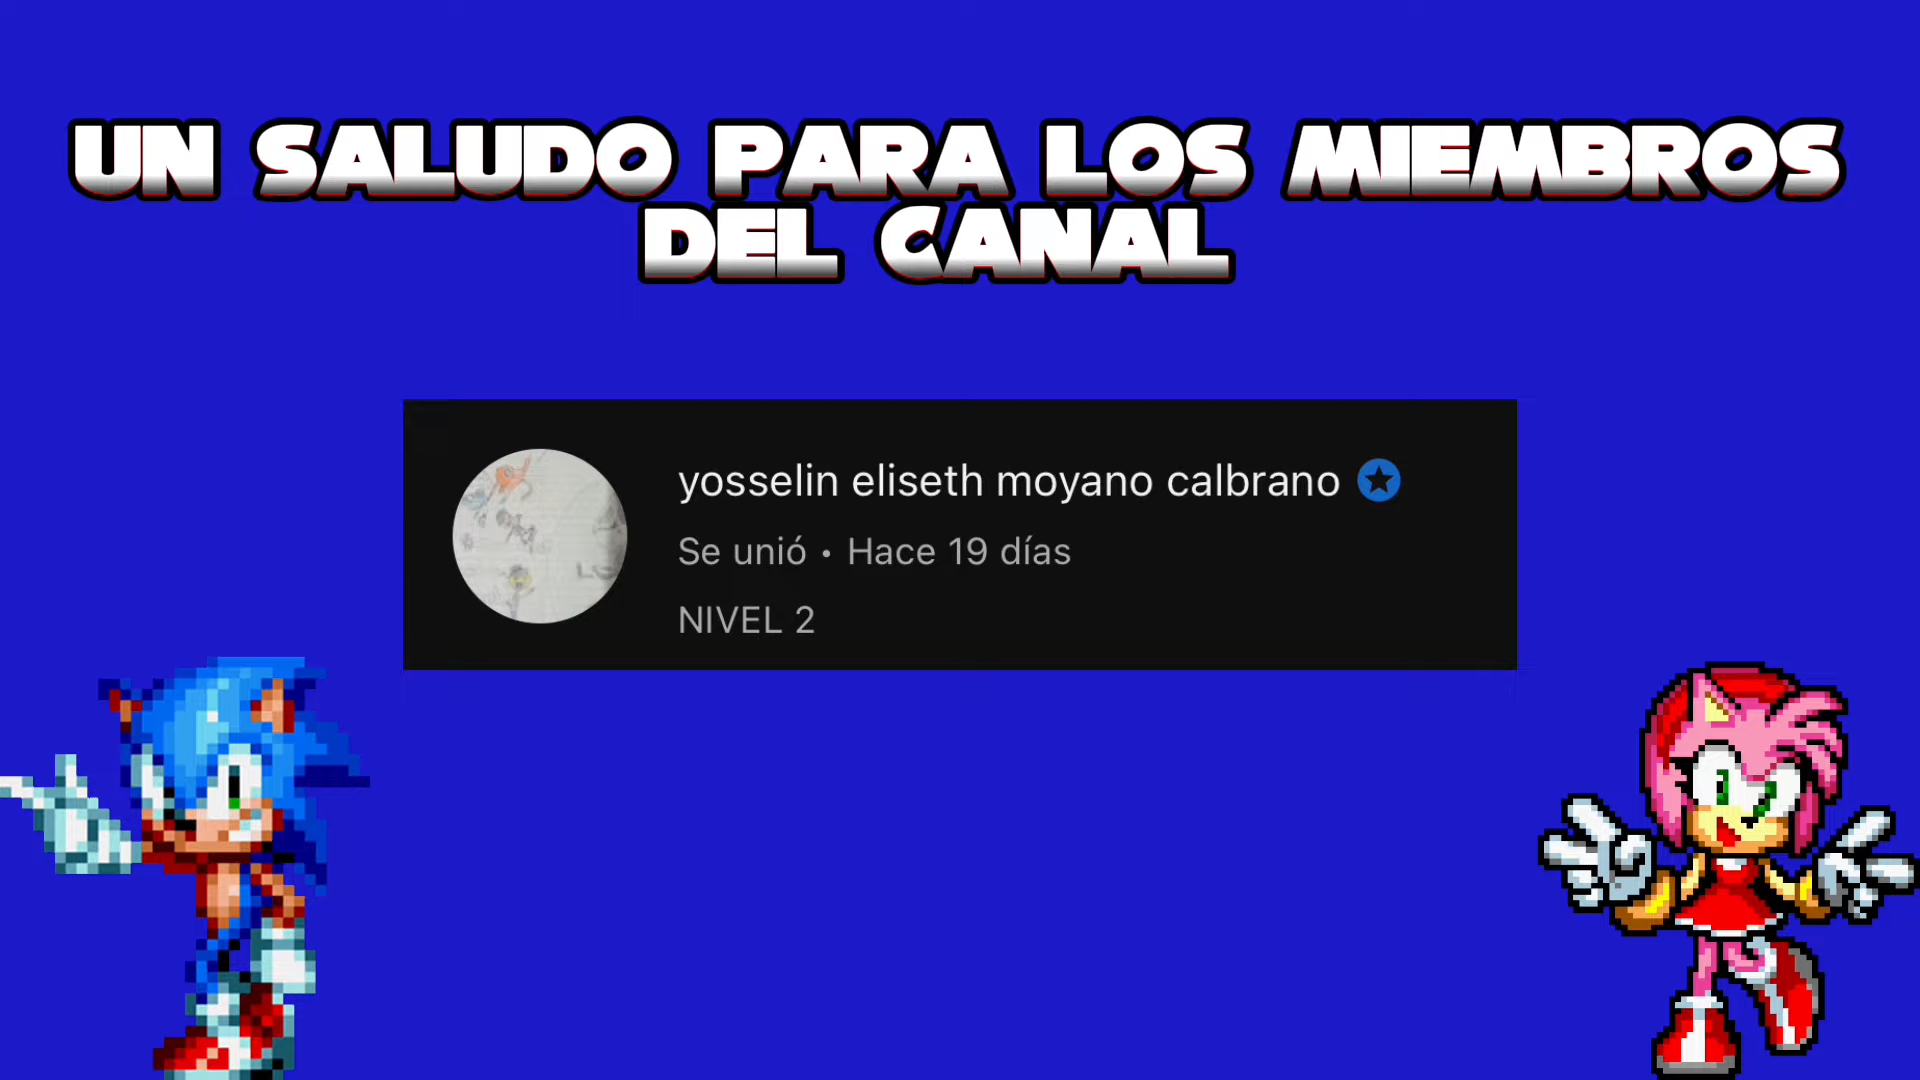 UN SALUDO PARA LOS MIEMBROS
DEL CANAL
yosselin eliseth moyano calbrano
Se unió • Hace 19 días
NIVEL 2